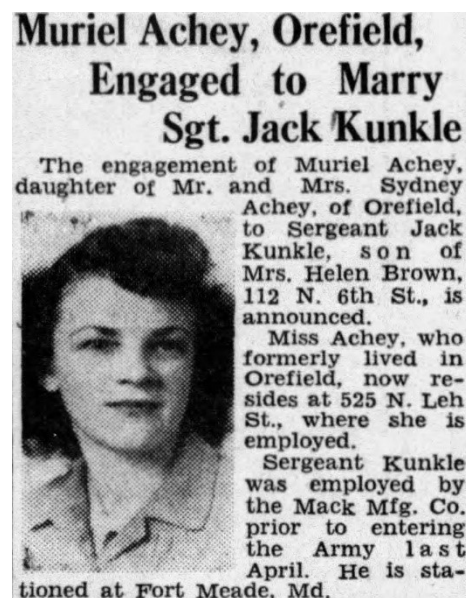 Muriel Achey, Orefield,
Engaged to Marry
Sgt. Jack Kunkle
The engagement of Muriel Achey,
daughter of Mr. and Mrs. Sydney
Achey, of Orefield,
to Sergeant Jack
Kunkle, son of
Mrs. Helen Brown,
112 N. 6th St., is
announced.
Miss Achey, who
formerly lived in
Orefield, now re-
sides at 525 N. Leh
St., where she is
employed.
Sergeant Kunkle
was employed by
the Mack Mfg. Co.
prior to entering
the Army last
April. He is sta-
tioned at Fort Meade, Md.